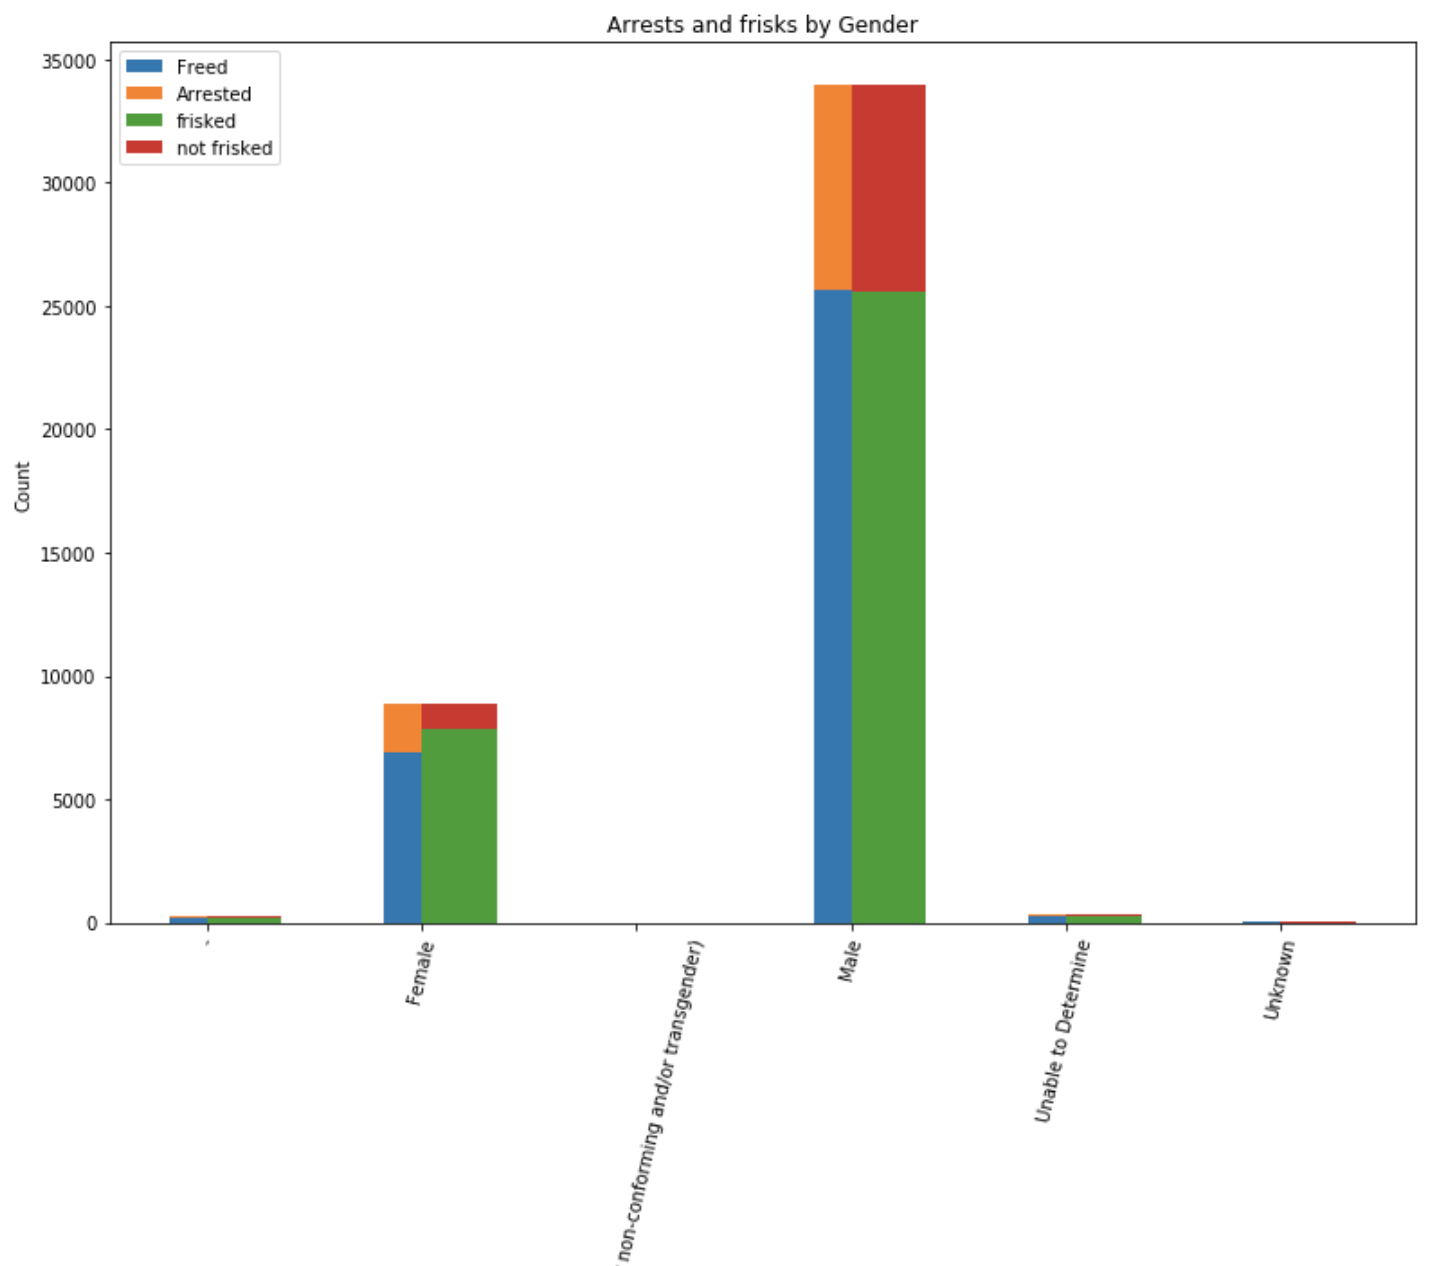 Arrests and frisks by Gender
Freed
Arrested
frisked
not frisked
35000
30000
25000
20000
15000
10000
5000
0
Count
-
Female
non-conforming and/or transgender)
Male
Unable to Determine
Unknown